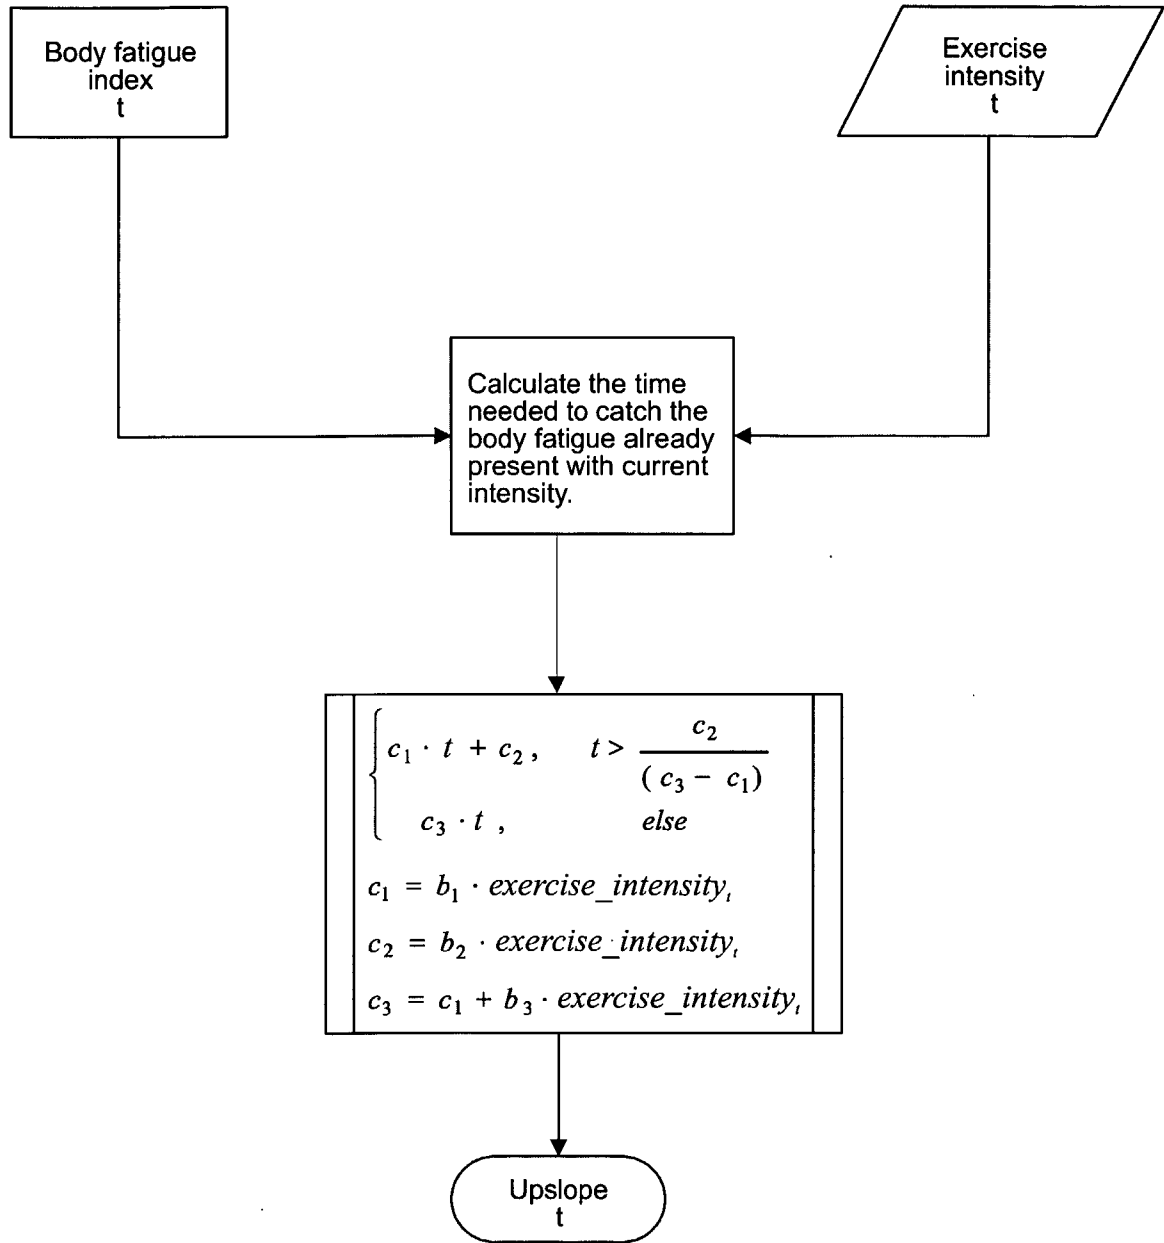 Body fatigue
index
t
Exercise
intensity
t
Calculate the time
needed to catch the
body fatigue already
present with current
intensity.
c₁ · t + c₂ , t > c₂ / ( c₃ − c₁)
c₃ · t , else
c₁ = b₁ · exercise_intensityₜ
c₂ = b₂ · exercise_intensityₜ
c₃ = c₁ + b₃ · exercise_intensityₜ
Upslope
t